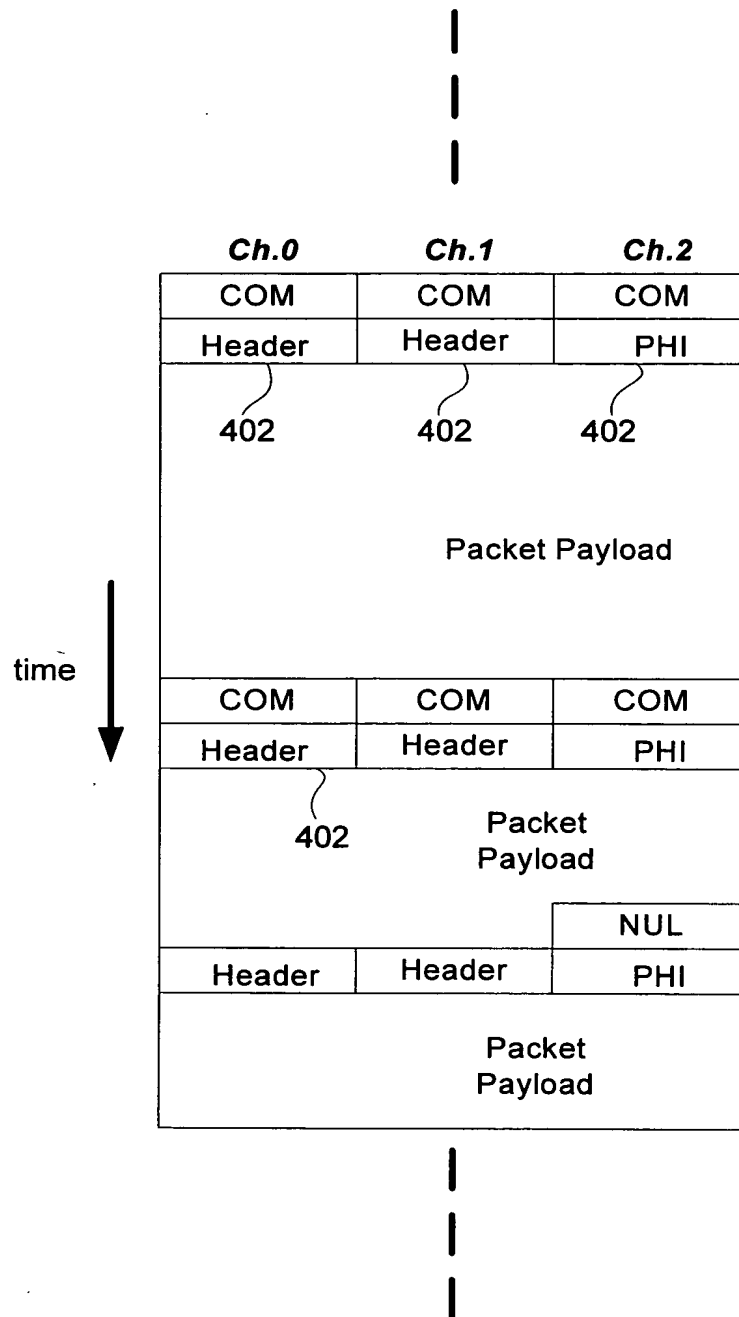 Ch.0 Ch.1 Ch.2
COM COM COM
Header Header PHI
402 402 402
Packet Payload
time
COM COM COM
Header Header PHI
402
Packet
Payload
NUL
Header Header PHI
Packet
Payload